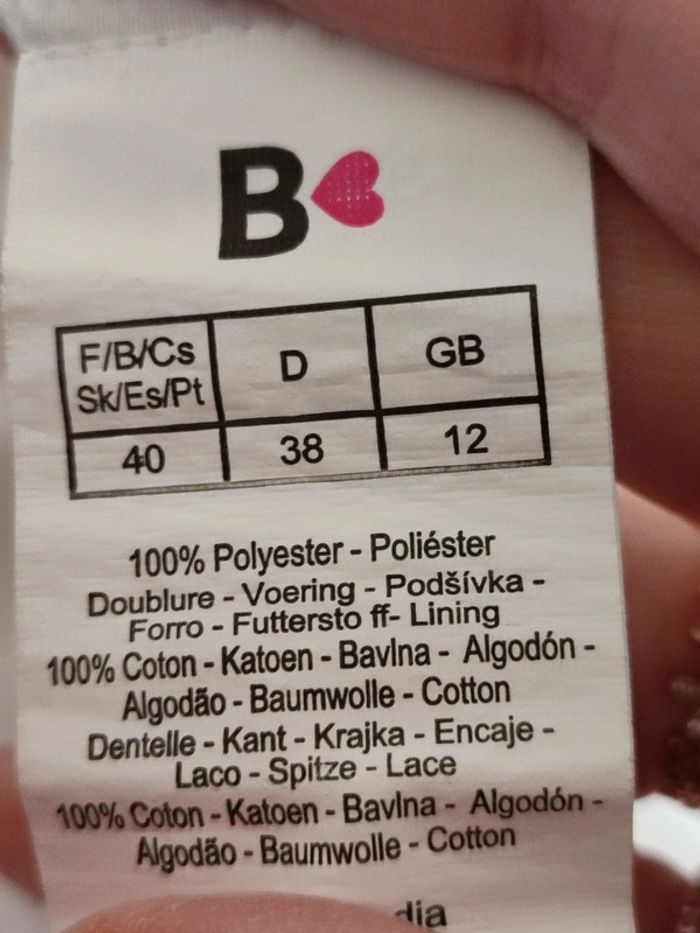 B
F/B/Cs Sk/Es/Pt D GB
40 38 12
100% Polyester - Poliéster
Doublure - Voering - Podšívka -
Forro - Futtersto ff- Lining
100% Coton - Katoen - Bavlna - Algodón -
Algodão - Baumwolle - Cotton
Dentelle - Kant - Krajka - Encaje -
Laco - Spitze - Lace
100% Coton - Katoen - Bavlna - Algodón -
Algodão - Baumwolle - Cotton